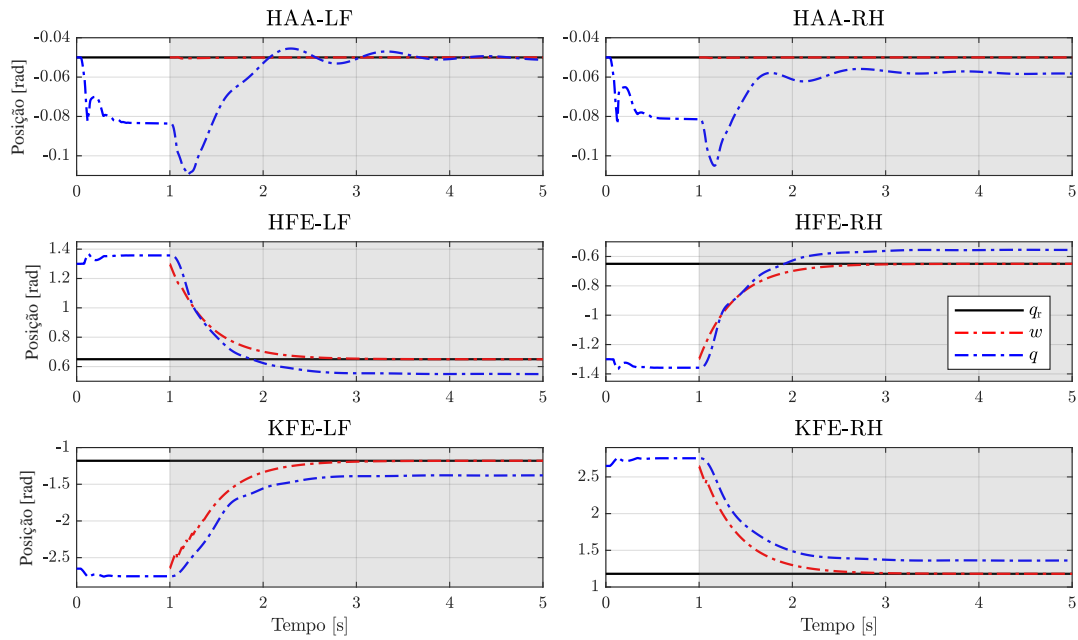 HAA-LF
HAA-RH
Posição [rad]
-0.04
-0.06
-0.08
-0.1
0 1 2 3 4 5
-0.04
-0.06
-0.08
-0.1
0 1 2 3 4 5
HFE-LF
HFE-RH
Posição [rad]
1.4
1.2
1
0.8
0.6
0 1 2 3 4 5
-0.6
-0.8
-1
-1.2
-1.4
0 1 2 3 4 5
qr
w
q
KFE-LF
KFE-RH
Posição [rad]
-1
-1.5
-2
-2.5
0 1 2 3 4 5
2.5
2
1.5
1
0 1 2 3 4 5
Tempo [s]
Tempo [s]